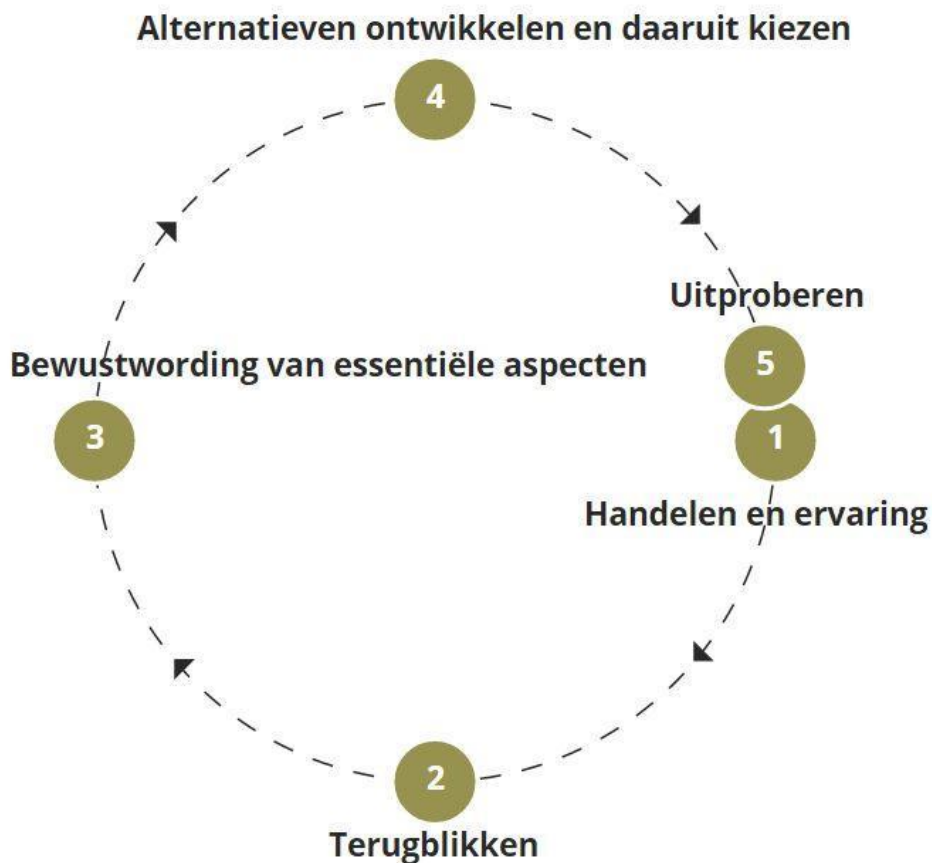 Alternatieven ontwikkelen en daaruit kiezen
4
Uitproberen
5
Bewustwording van essentiële aspecten
3
1
Handelen en ervaring
2
Terugblikken